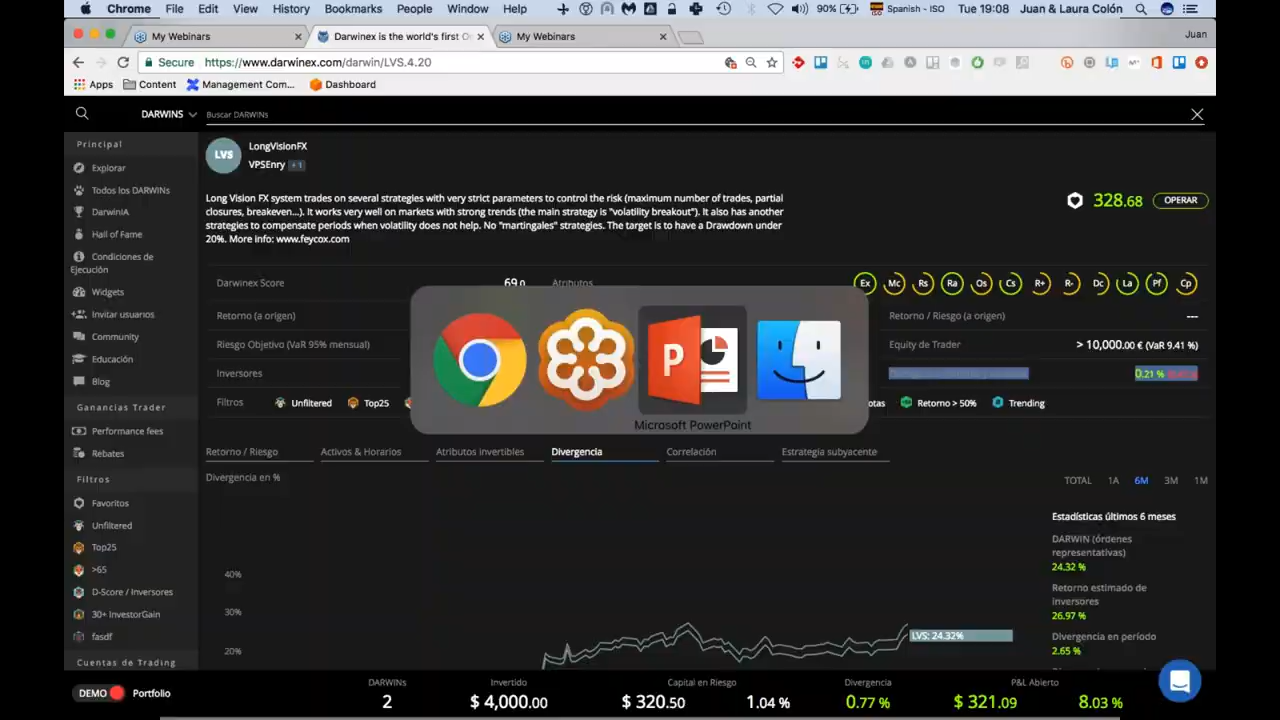 Chrome File Edit View History Bookmarks People Window Help 90% Spanish - ISO Tue 19:08 Juan & Laura Colón
My Webinars Darwinex is the world's first O My Webinars Juan
Secure https://www.darwinex.com/darwin/LVS.4.20
Apps Content Management Com... Dashboard
DARWINS Buscar DARWINs
Principal
Explorar
Todos los DARWINs
DarwinIA
Hall of Fame
Condiciones de
Ejecución
Widgets
Invitar usuarios
Community
Educación
Blog
Ganancias Trader
Performance fees
Rebates
Filtros
Favoritos
Unfiltered
Top25
>65
D-Score / Inversores
30+ InvestorGain
fasdf
Cuentas de Trading
LVS LongVisionFX
VPSEnry + 1
Long Vision FX system trades on several strategies with very strict parameters to control the risk (maximum number of trades, partial
closures, breakeven...). It works very well on markets with strong trends (the main strategy is "volatility breakout"). It also has another
strategies to compensate periods when volatility does not help. No "martingales" strategies. The target is to have a Drawdown under
20%. More info: www.feycox.com
328.68 OPERAR
Darwinex Score 69.0 Atributos Ex Mc Rs Ra Os Cs R+ R- Dc La Pf Cp
Retorno (a origen) Retorno / Riesgo (a origen) ---
Riesgo Objetivo (VaR 95% mensual) Equity de Trader > 10,000.00 € (VaR 9.41 %)
Inversores 0.21 %
Filtros Unfiltered Top25 otas Retorno > 50% Trending
P
Microsoft PowerPoint
Retorno / Riesgo Activos & Horarios Atributos invertibles Divergencia Correlación Estrategia subyacente
Divergencia en % TOTAL 1A 6M 3M 1M
40%
30%
20%
LVS: 24.32%
Estadísticas últimos 6 meses
DARWIN (órdenes
representativas)
24.32 %
Retorno estimado de
inversores
26.97 %
Divergencia en período
2.65 %
DEMO Portfolio
DARWINs Invertido Capital en Riesgo Divergencia P&L Abierto
2 $ 4,000.00 $ 320.50 1.04 % 0.77 % $ 321.09 8.03 %